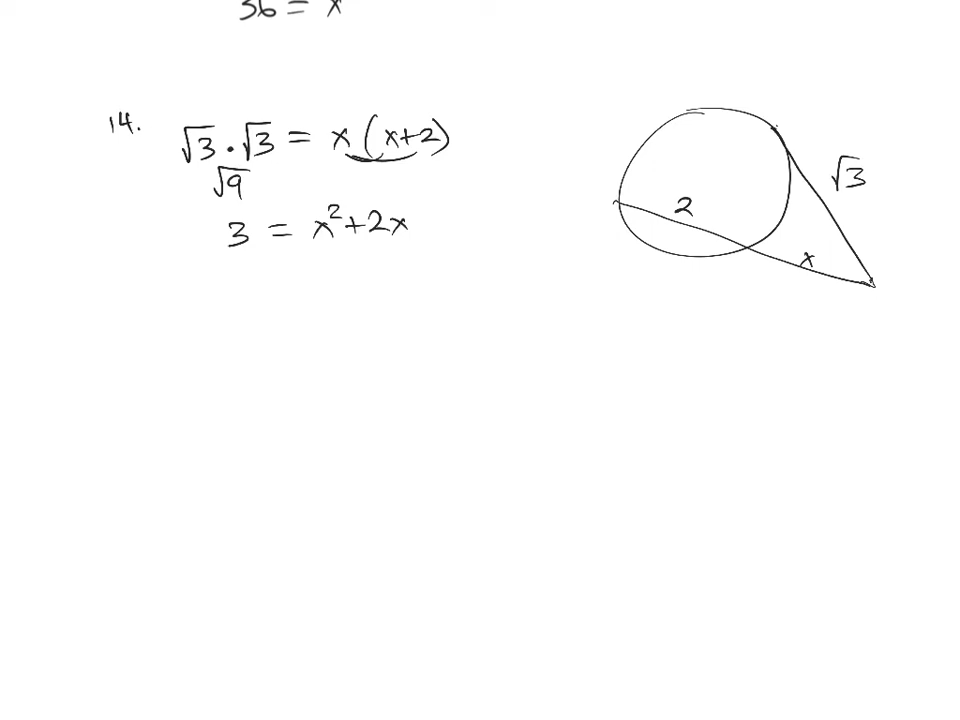 36 = x
14.
√3 · √3 = x (x+2)
√9
3 = x²+2x
√3
2
x